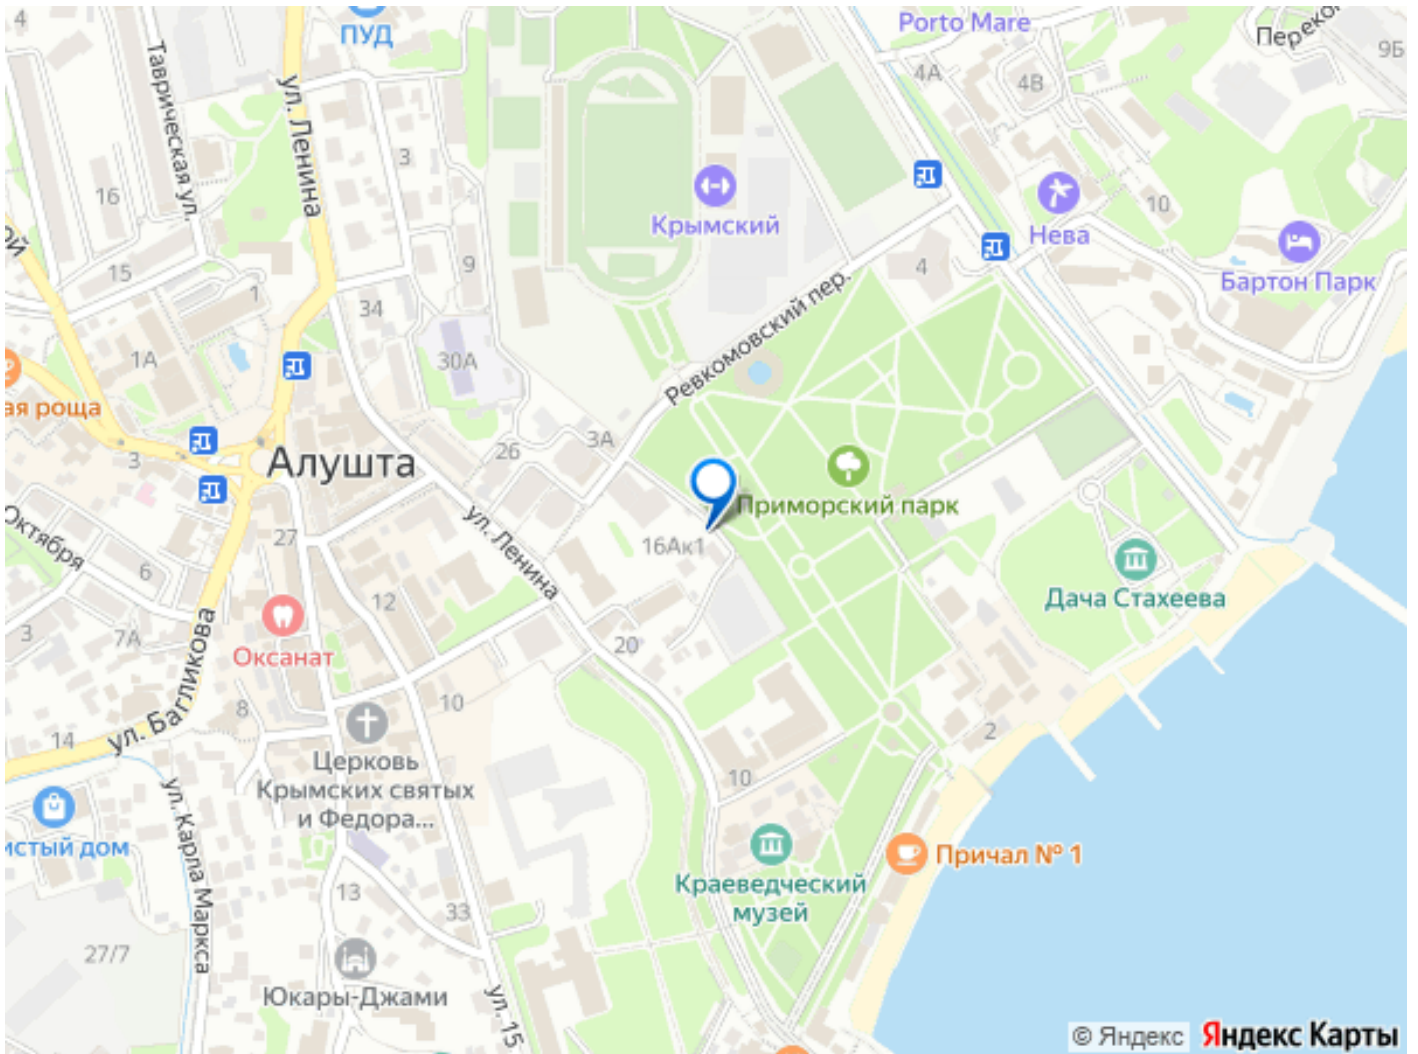 4
ПУД
Porto Mare
Переко
9Б
4А
4В
Таврическая ул.
ул. Ленина
3
16
Крымский
10
Нева
ой
15
9
4
Бартон Парк
1
34
Ревкомовский пер.
1А
30А
ая роща
3
26
3А
Алушта
Приморский парк
Октября
27
ул. Ленина
16Ак1
6
12
Дача Стахеева
3
7А
Оксанат
20
ул. Багликова
8
10
14
2
Церковь
Крымских святых
и Федора...
10
ул. Карла Маркса
истый дом
Причал № 1
Краеведческий
музей
13
33
27/7
Юкары-Джами
ул. 15
© Яндекс
Яндекс Карты